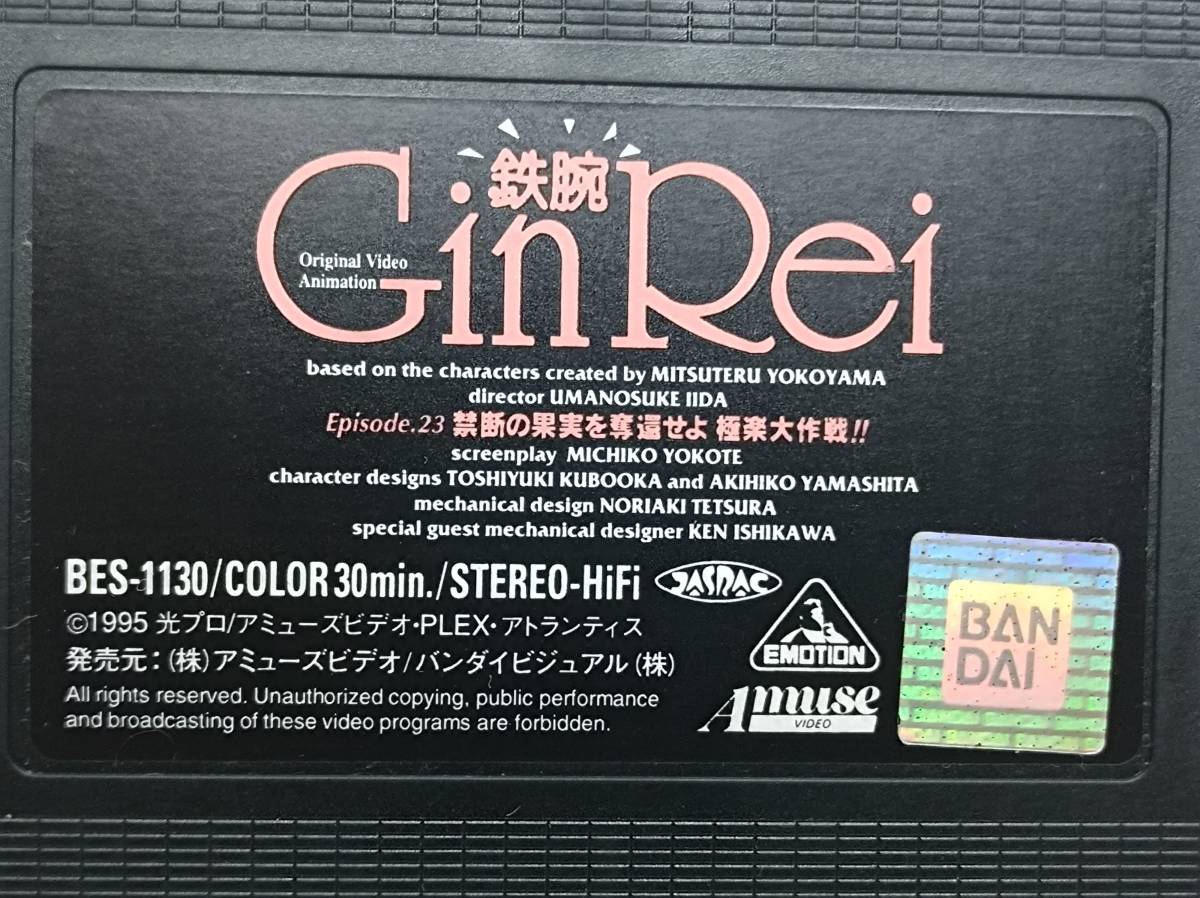 鉄腕
GinRei
Original Video
Animation
based on the characters created by MITSUTERU YOKOYAMA
director UMANOSUKE IIDA
Episode.23 禁断の果実を奪還せよ 極楽大作戦!!
screenplay MICHIKO YOKOTE
character designs TOSHIYUKI KUBOOKA and AKIHIKO YAMASHITA
mechanical design NORIAKI TETSURA
special guest mechanical designer KEN ISHIKAWA
BES-1130/COLOR 30min./STEREO-HiFi JASRAC
©1995 光プロ/アミューズビデオ・PLEX・アトランティス
発売元：(株)アミューズビデオ/バンダイビジュアル(株)
All rights reserved. Unauthorized copying, public performance
and broadcasting of these video programs are forbidden.
EMOTION
Amuse
VIDEO
BAN
DAI